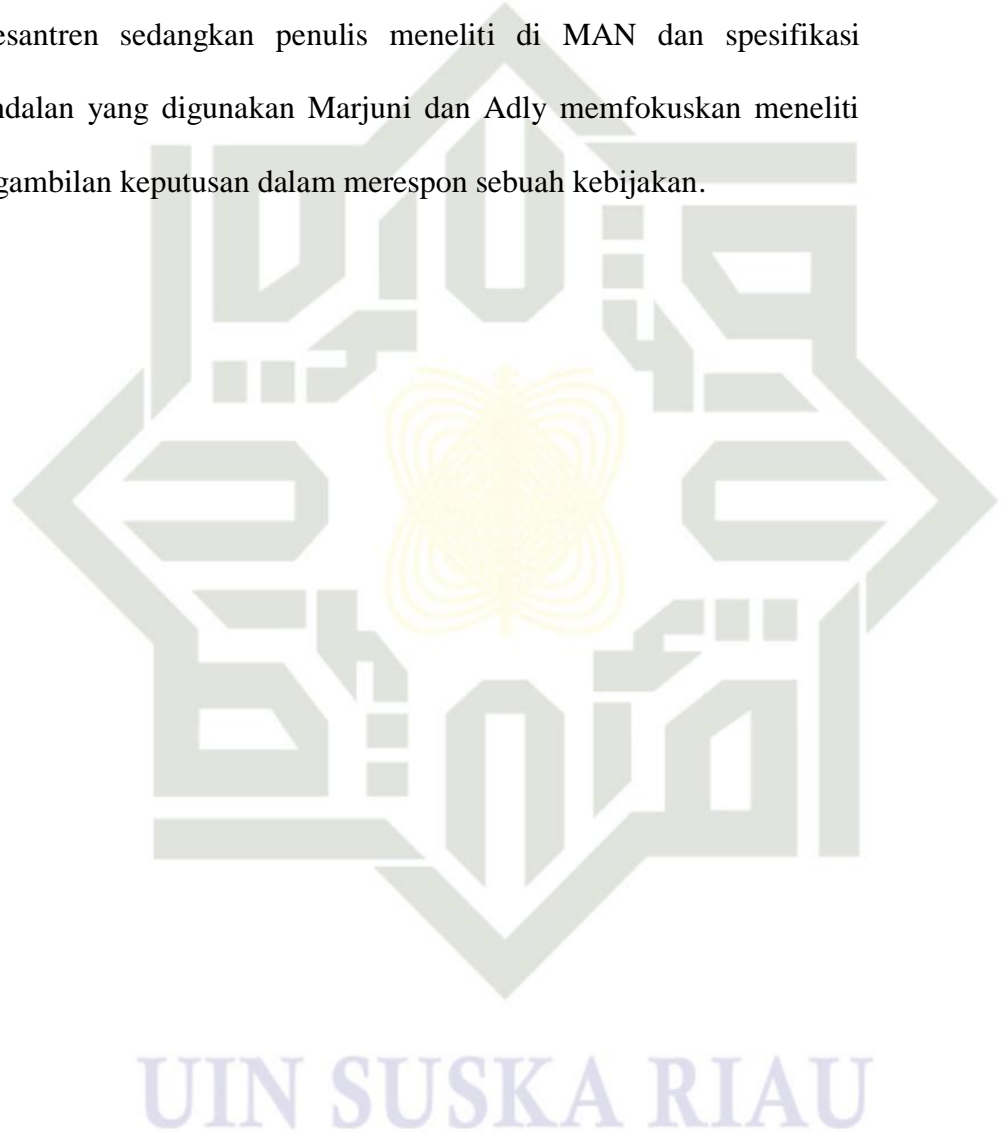 esantren sedangkan penulis meneliti di MAN dan spesifikasi
ndalan yang digunakan Marjuni dan Adly memfokuskan meneliti
gambilan keputusan dalam merespon sebuah kebijakan.
UIN SUSKA RIAU